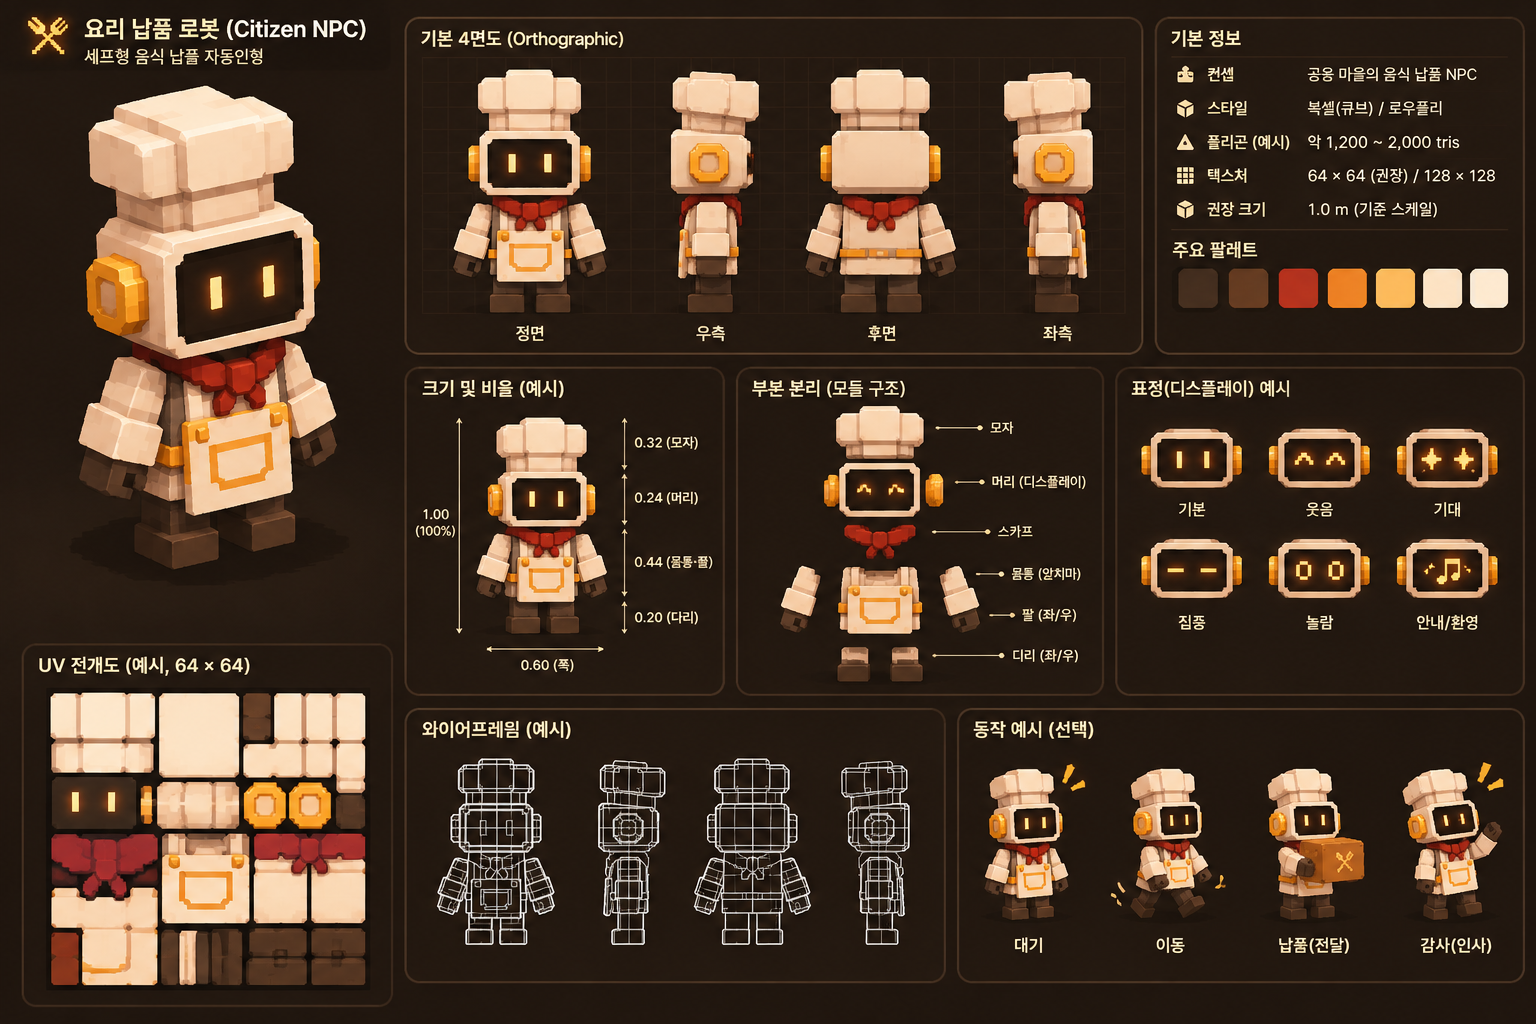 요리 납품 로봇 (Citizen NPC)
셰프형 음식 납플 자동인형
기본 4면도 (Orthographic)
정면
우측
후면
좌측
기본 정보
컨셉
공웅 마을의 음식 납품 NPC
스타일
복셀(큐브) / 로우폴리
폴리곤 (예시)
약 1,200 ~ 2,000 tris
택스처
64 × 64 (권장) / 128 × 128
권장 크기
1.0 m (기준 스케일)
주요 팔레트
크기 및 비율 (예시)
1.00
(100%)
0.32 (모자)
0.24 (머리)
0.44 (몸통·팔)
0.20 (다리)
0.60 (폭)
부본 본리 (모들 구조)
모자
머리 (디스플레이)
스카프
몸통 (앞치마)
팔 (좌/우)
디리 (좌/우)
표정(디스플레이) 예시
기본
웃음
기대
짐풍
놀람
안내/환영
UV 전개도 (예시, 64 × 64)
와이어프레임 (예시)
동작 예시 (선택)
대기
이동
납품(전달)
감사(인사)